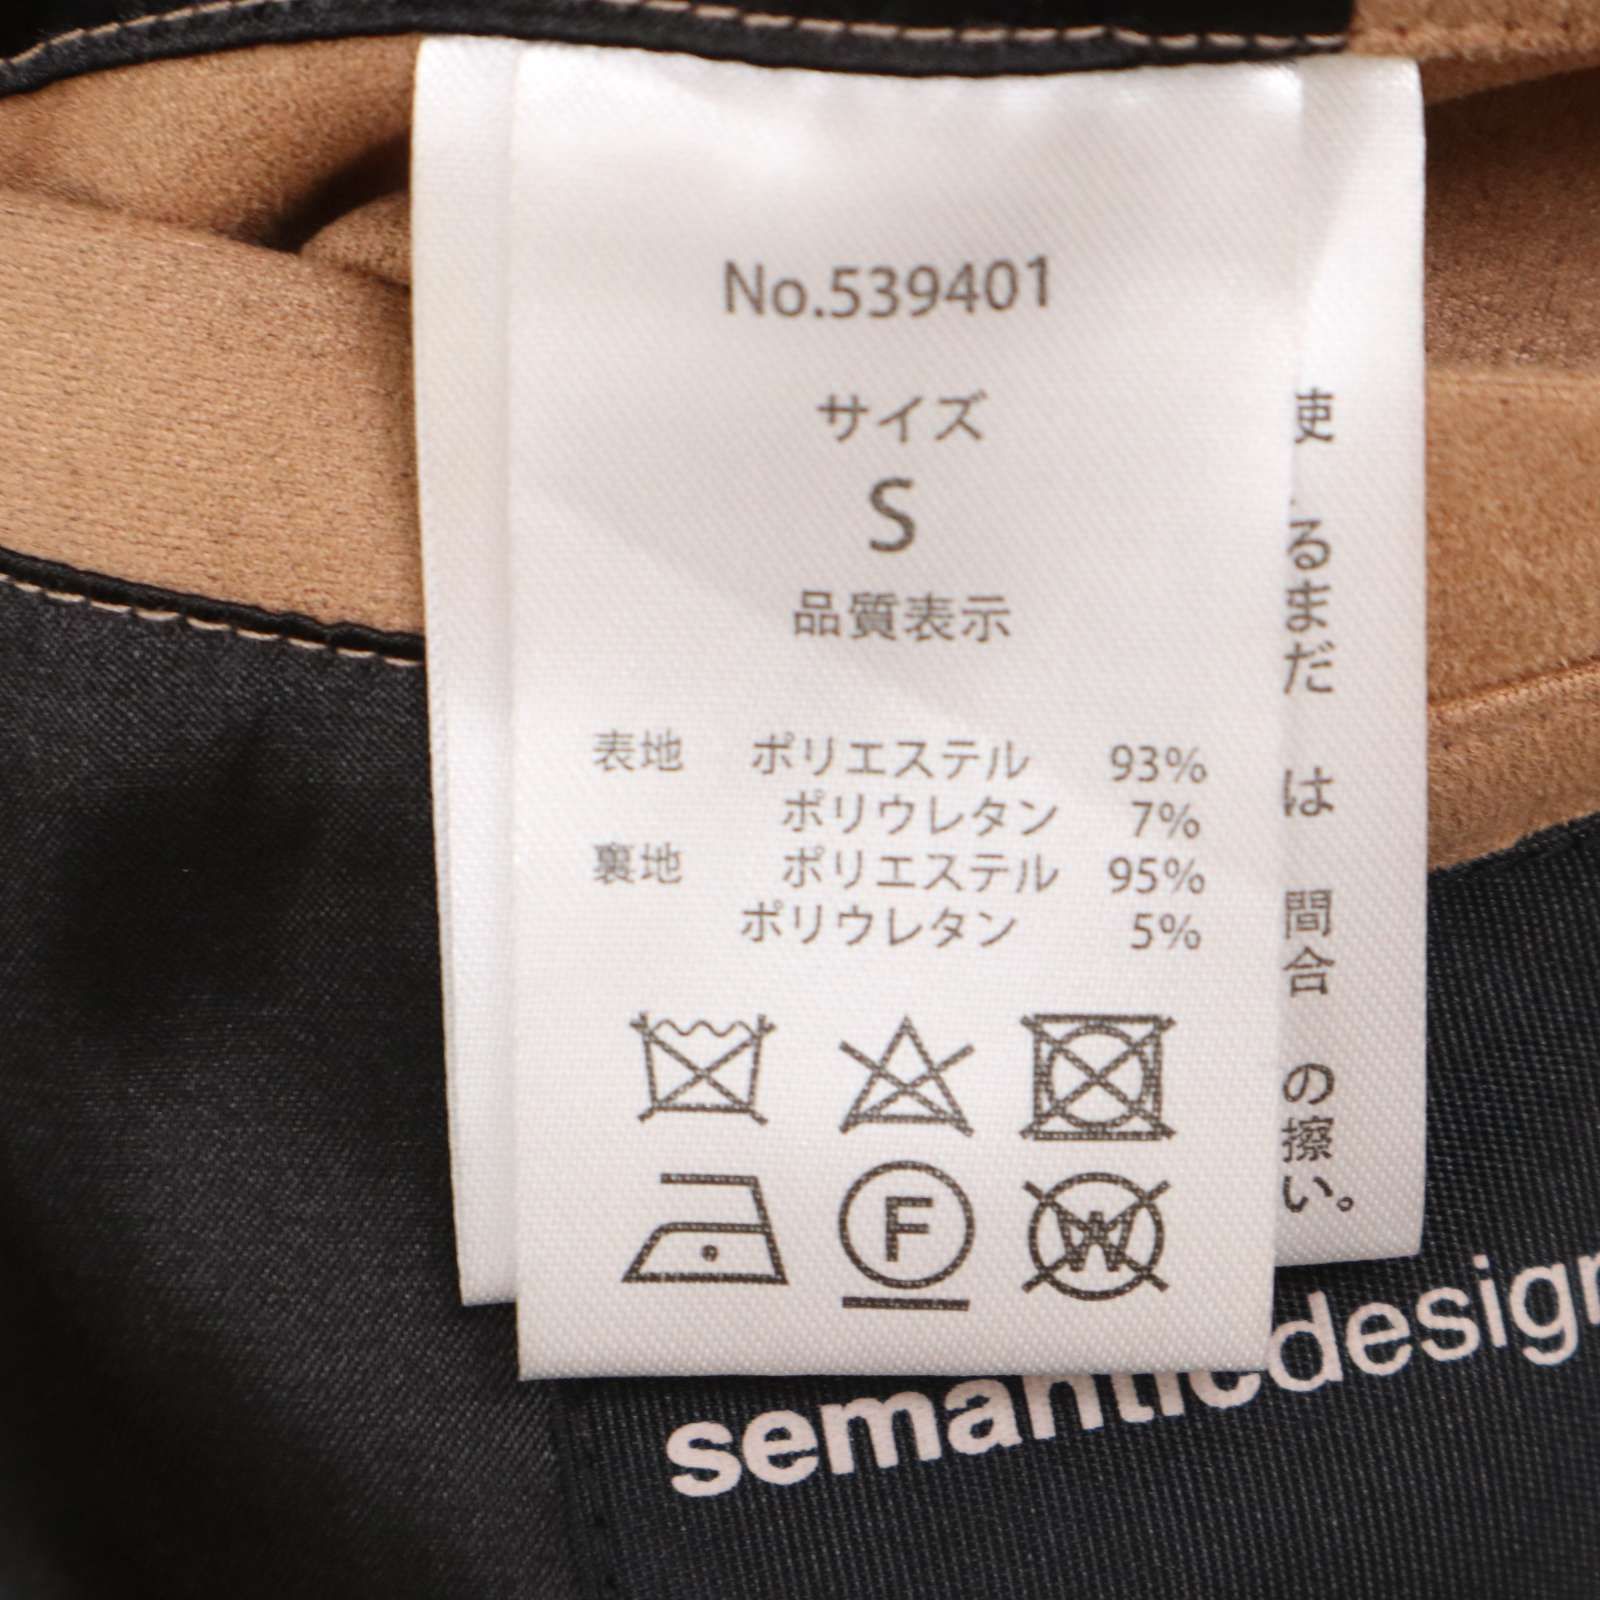 No.539401
サイズ
S
品質表示
表地 ポリエステル 93%
ポリウレタン 7%
裏地 ポリエステル 95%
ポリウレタン 5%
F
W
使
るまだ
は
間
合
の擦
い。
semanticdesign